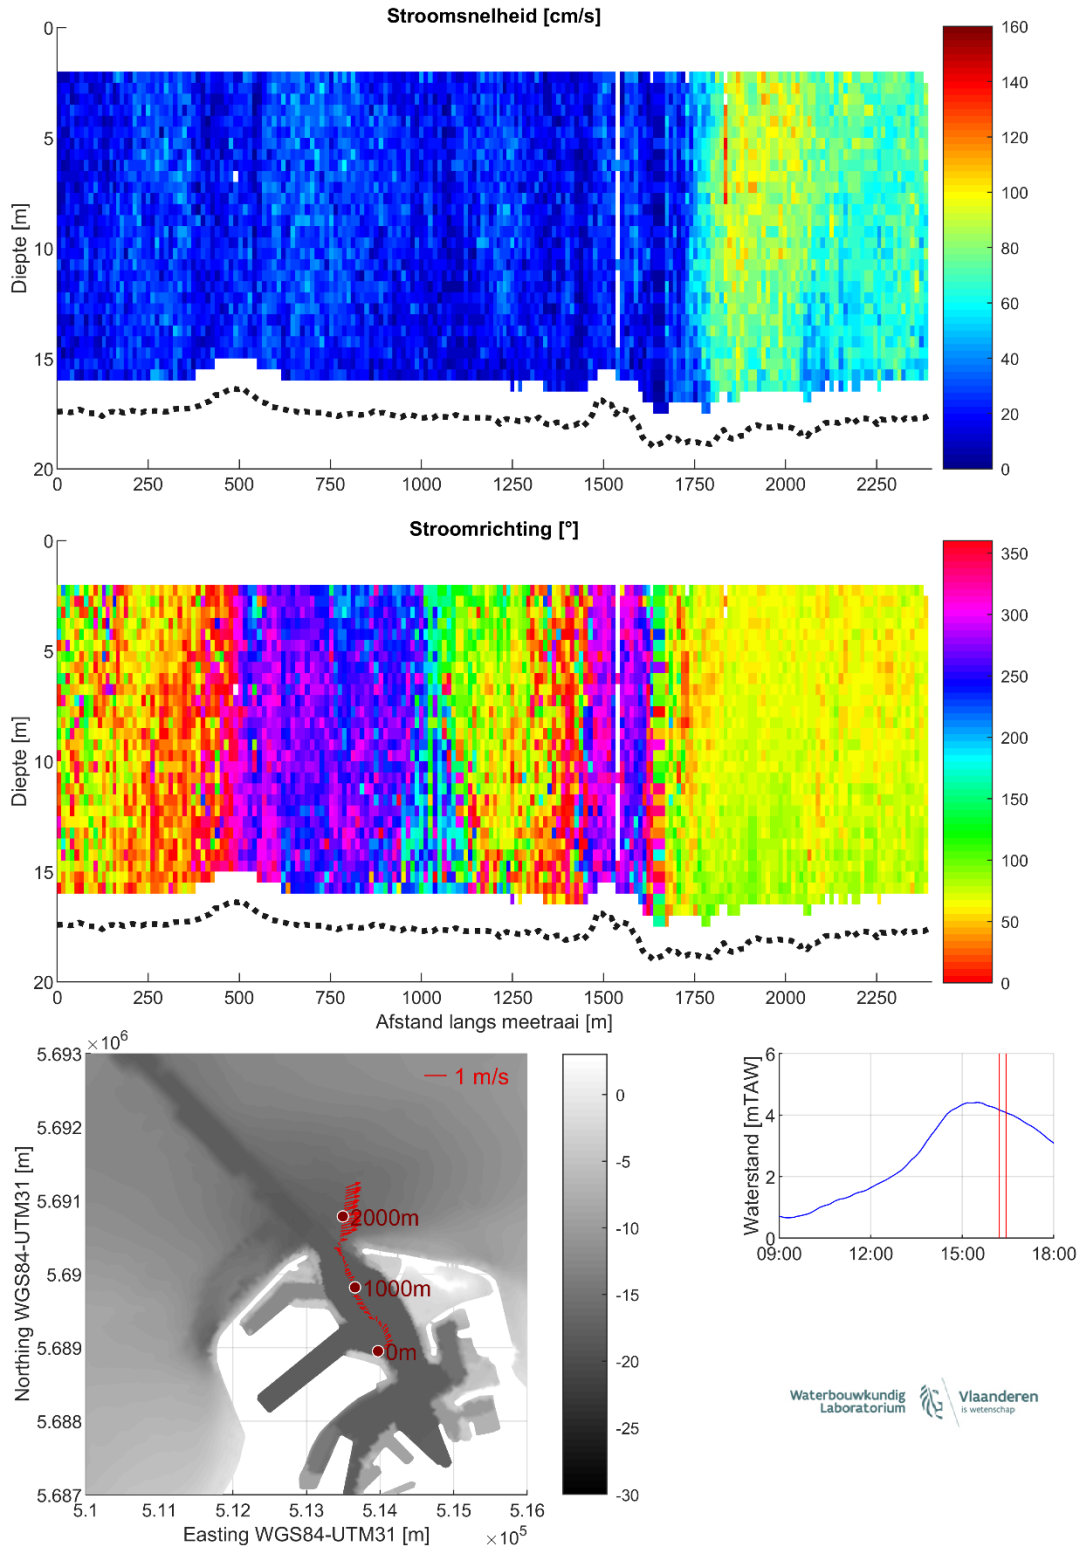 Stroomsnelheid [cm/s]
0
5
10
15
20
Diepte [m]
0 250 500 750 1000 1250 1500 1750 2000 2250
160
140
120
100
80
60
40
20
0
Stroomrichting [°]
0
5
10
15
20
Diepte [m]
0 250 500 750 1000 1250 1500 1750 2000 2250
Afstand langs meetraai [m]
350
300
250
200
150
100
50
0
×10⁶
5.693
5.692
5.691
5.69
5.689
5.688
5.687
Northing WGS84-UTM31 [m]
1 m/s
2000m
1000m
0m
5.1 5.11 5.12 5.13 5.14 5.15 5.16
Easting WGS84-UTM31 [m]
×10⁵
0
-5
-10
-15
-20
-25
-30
Waterstand [mTAW]
6
4
2
0
09:00 12:00 15:00 18:00
Waterbouwkundig
Laboratorium
Vlaanderen
is wetenschap